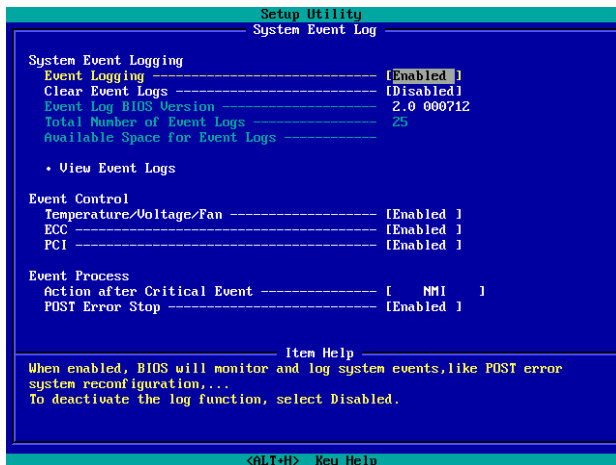 Setup Utility
System Event Log
System Event Logging
Event Logging ---------------------------- [Enabled ]
Clear Event Logs ------------------------- [Disabled]
Event Log BIOS Version ------------------- 2.0 000712
Total Number of Event Logs --------------- 25
Available Space for Event Logs -----------
• View Event Logs
Event Control
Temperature/Voltage/Fan ------------------ [Enabled ]
ECC -------------------------------------- [Enabled ]
PCI -------------------------------------- [Enabled ]
Event Process
Action after Critical Event -------------- [ NMI ]
POST Error Stop -------------------------- [Enabled ]
Item Help
When enabled, BIOS will monitor and log system events,like POST error
system reconfiguration,...
To deactivate the log function, select Disabled.
<ALT+H> Key Help